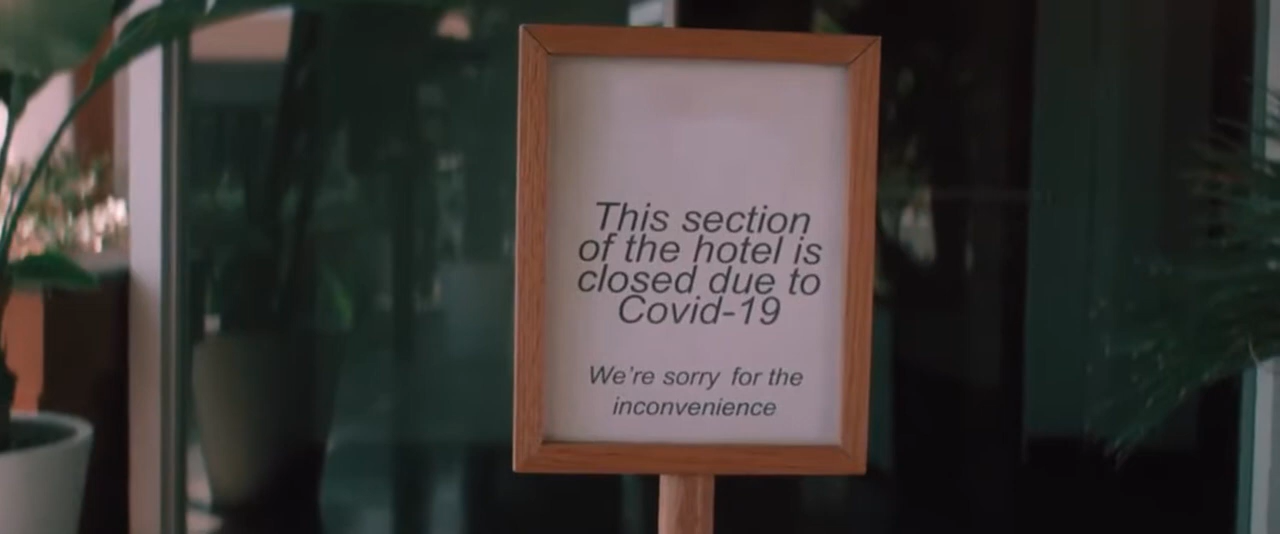 This section
of the hotel is
closed due to
Covid-19
We're sorry for the
inconvenience